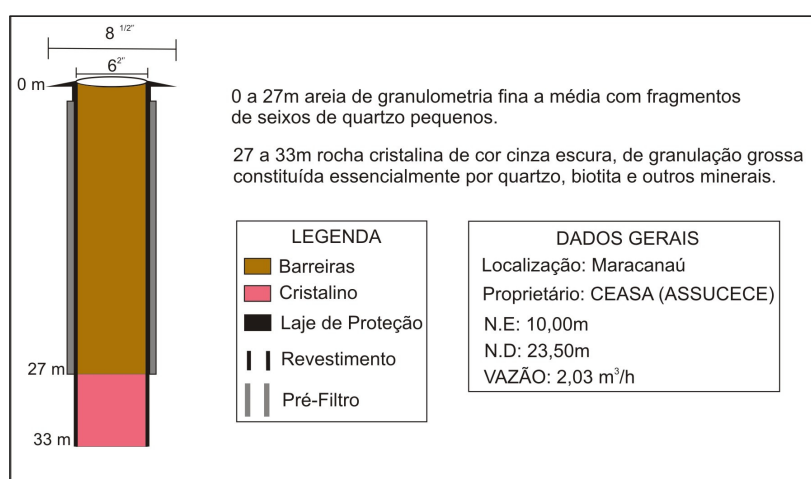 8 1/2"
6 2"
0 m
27 m
33 m
0 a 27m areia de granulometria fina a média com fragmentos
de seixos de quartzo pequenos.
27 a 33m rocha cristalina de cor cinza escura, de granulação grossa
constituída essencialmente por quartzo, biotita e outros minerais.
LEGENDA
Barreiras
Cristalino
Laje de Proteção
Revestimento
Pré-Filtro
DADOS GERAIS
Localização: Maracanaú
Proprietário: CEASA (ASSUCECE)
N.E: 10,00m
N.D: 23,50m
VAZÃO: 2,03 m³/h